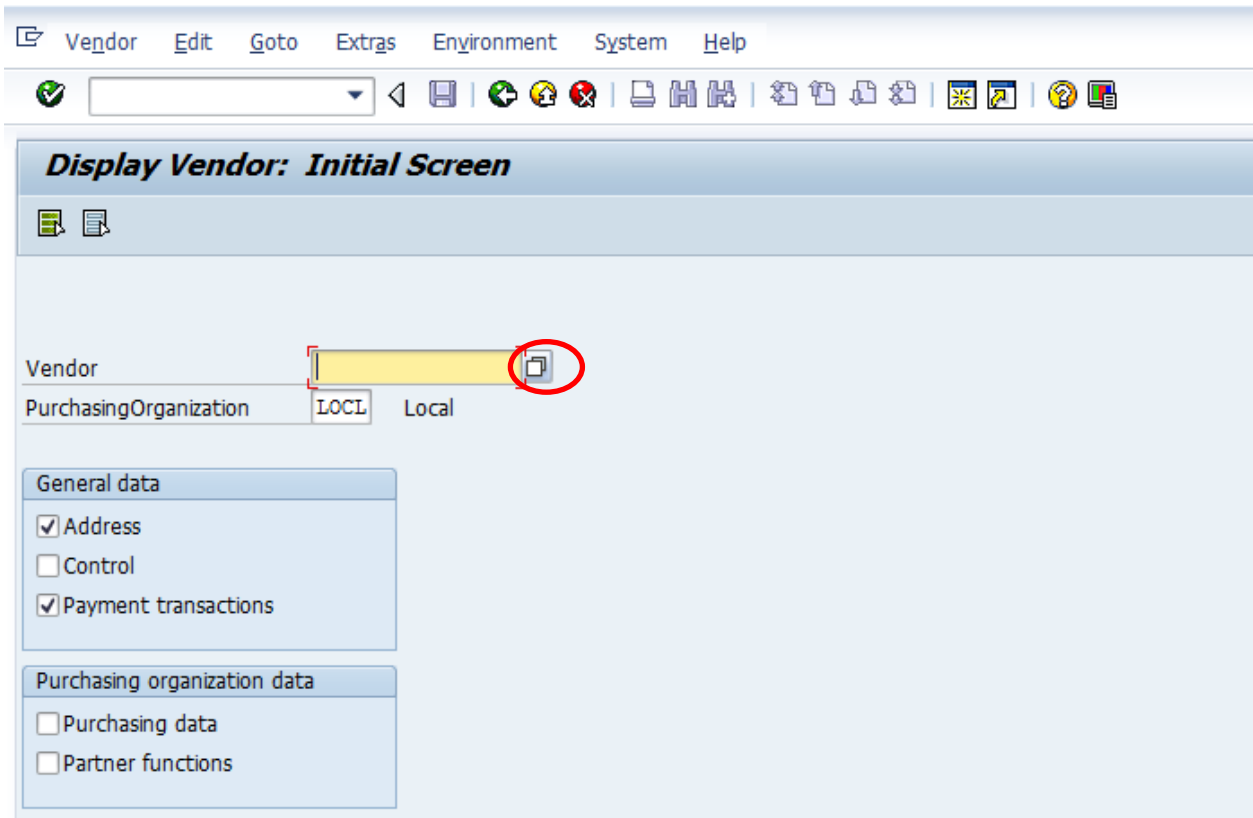 Vendor Edit Goto Extras Environment System Help
Display Vendor: Initial Screen
Vendor
PurchasingOrganization LOCL Local
General data
Address
Control
Payment transactions
Purchasing organization data
Purchasing data
Partner functions